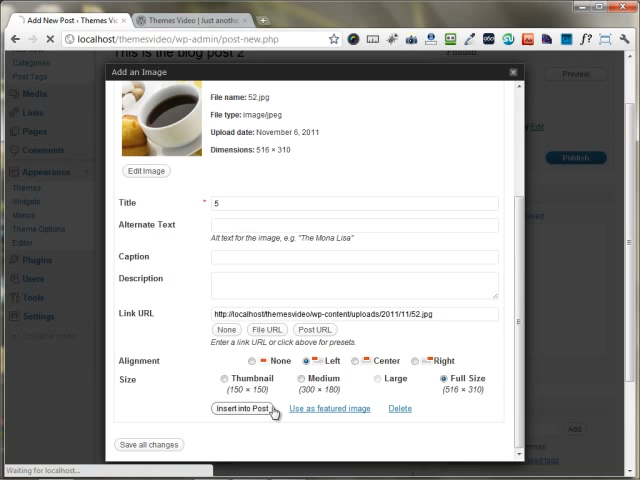 Add New Post ‹ Themes Vide
Themes Video | Just anothe
localhost/themesvideo/wp-admin/post-new.php
This is the blog post 2
Categories
Post Tags
Media
Links
Pages
Comments
Appearance
Themes
Widgets
Menus
Theme Options
Editor
Plugins
Users
Tools
Settings
Preview
Edit
Publish
used
Add
Add an Image
File name: 52.jpg
File type: image/jpeg
Upload date: November 6, 2011
Dimensions: 516 × 310
Edit Image
Title * 5
Alternate Text
Alt text for the image, e.g. "The Mona Lisa"
Caption
Description
Link URL http://localhost/themesvideo/wp-content/uploads/2011/11/52.jpg
None File URL Post URL
Enter a link URL or click above for presets.
Alignment None Left Center Right
Size Thumbnail Medium Large Full Size
(150 × 150) (300 × 180) (516 × 310)
Insert into Post Use as featured image Delete
Save all changes
Waiting for localhost...